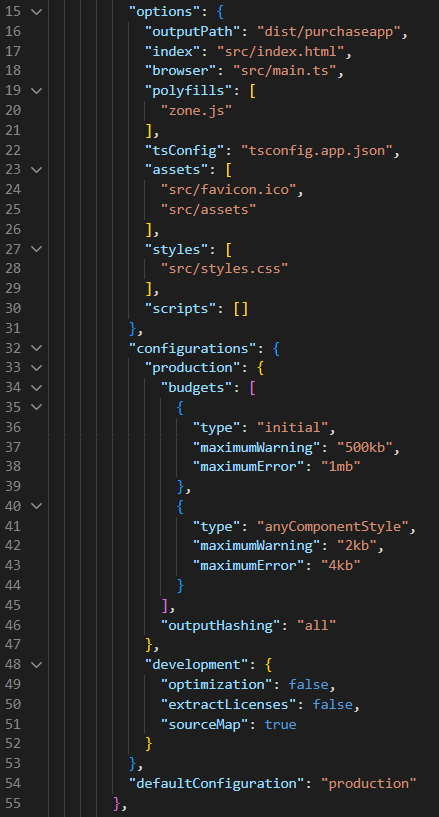 15 "options": {
16 "outputPath": "dist/purchaseapp",
17 "index": "src/index.html",
18 "browser": "src/main.ts",
19 "polyfills": [
20 "zone.js"
21 ],
22 "tsConfig": "tsconfig.app.json",
23 "assets": [
24 "src/favicon.ico",
25 "src/assets"
26 ],
27 "styles": [
28 "src/styles.css"
29 ],
30 "scripts": []
31 },
32 "configurations": {
33 "production": {
34 "budgets": [
35 {
36 "type": "initial",
37 "maximumWarning": "500kb",
38 "maximumError": "1mb"
39 },
40 {
41 "type": "anyComponentStyle",
42 "maximumWarning": "2kb",
43 "maximumError": "4kb"
44 }
45 ],
46 "outputHashing": "all"
47 },
48 "development": {
49 "optimization": false,
50 "extractLicenses": false,
51 "sourceMap": true
52 }
53 },
54 "defaultConfiguration": "production"
55 },